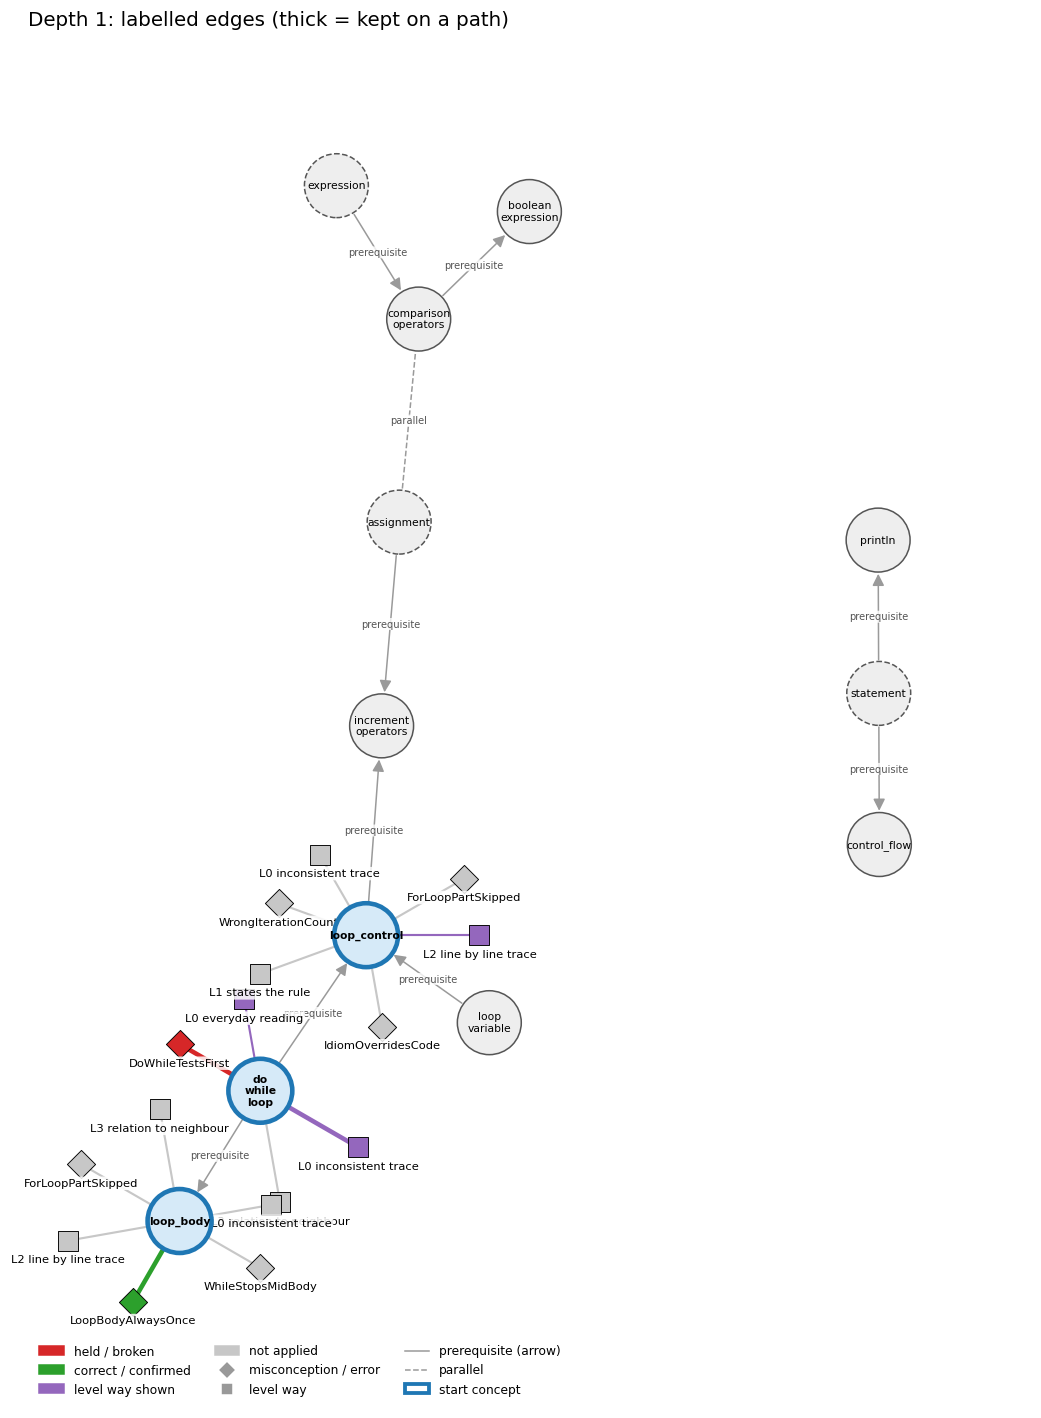 Depth 1: labelled edges (thick = kept on a path)
expression
boolean
expression
prerequisite
prerequisite
comparison
operators
parallel
assignment
println
prerequisite
prerequisite
statement
increment
operators
prerequisite
prerequisite
control_flow
L0 inconsistent trace
ForLoopPartSkipped
WrongIterationCount
loop_control
L2 line by line trace
prerequisite
L1 states the rule
L0 everyday reading
loop
variable
IdiomOverridesCode
DoWhileTestsFirst
do
while
loop
L3 relation to neighbour
prerequisite
L0 inconsistent trace
ForLoopPartSkipped
loop_body
L0 inconsistent trace
L2 line by line trace
WhileStopsMidBody
LoopBodyAlwaysOnce
held / broken
correct / confirmed
level way shown
not applied
misconception / error
level way
prerequisite (arrow)
parallel
start concept